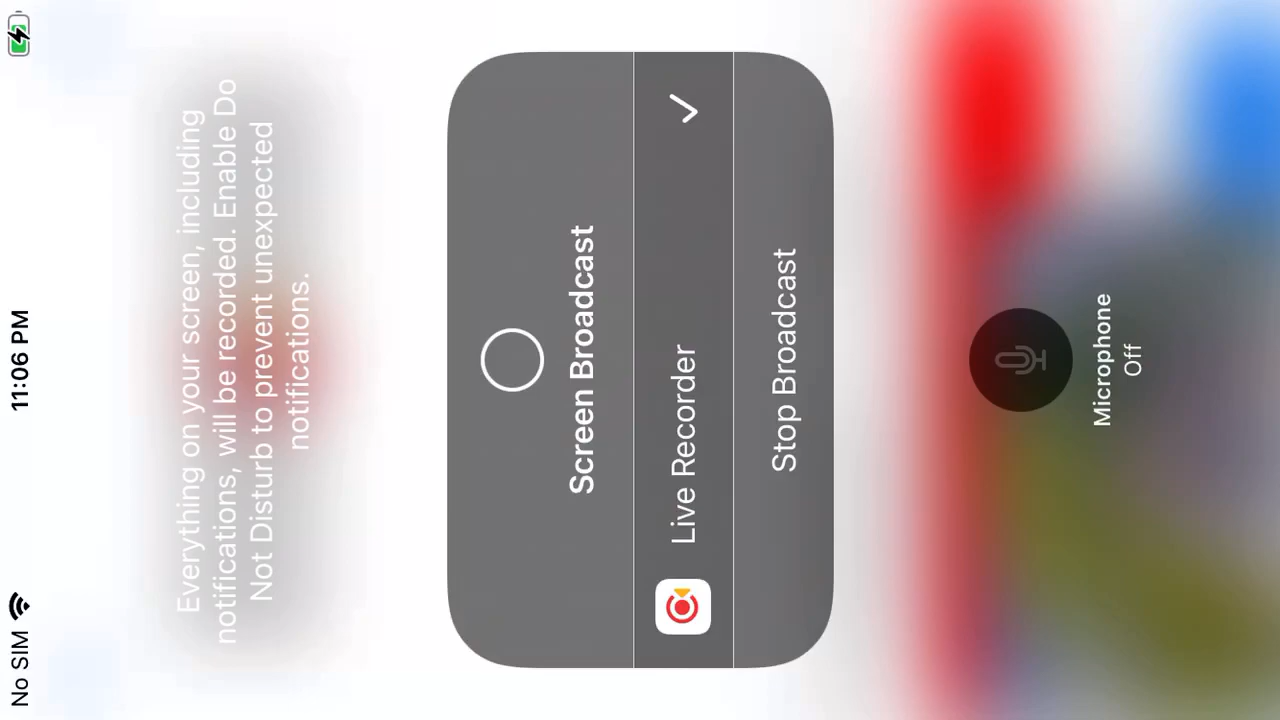 No SIM
11:06 PM
Everything on your screen, including
notifications, will be recorded. Enable Do
Not Disturb to prevent unexpected
notifications.
Screen Broadcast
Live Recorder
Stop Broadcast
Microphone
Off